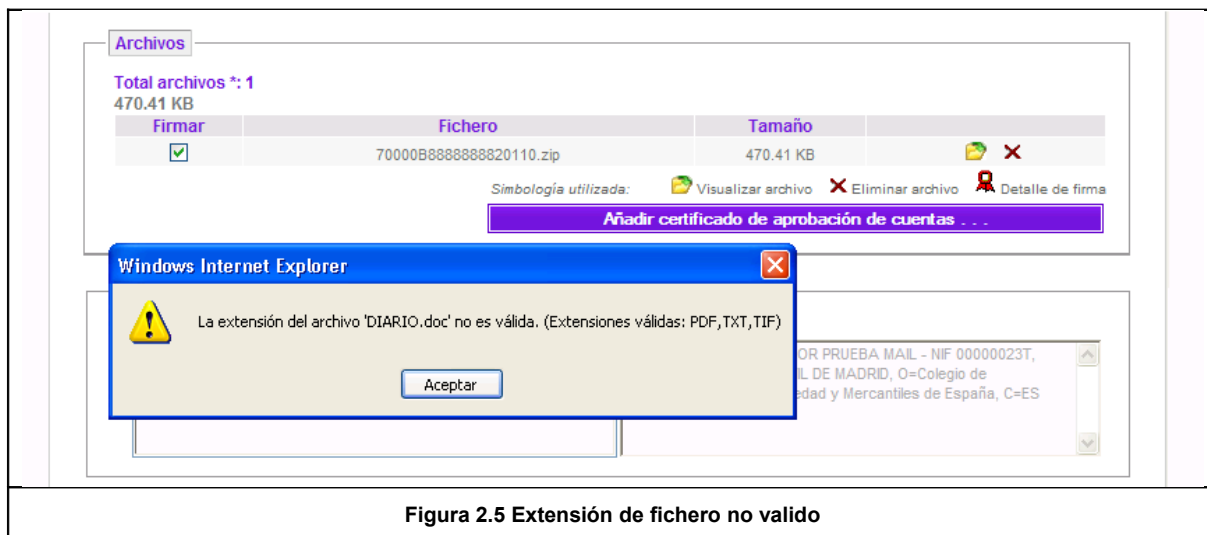 Archivos
Total archivos *: 1
470.41 KB
Firmar Fichero Tamaño
70000B8888888820110.zip 470.41 KB
Simbología utilizada: Visualizar archivo Eliminar archivo Detalle de firma
Añadir certificado de aprobación de cuentas . . .
Windows Internet Explorer
La extensión del archivo 'DIARIO.doc' no es válida. (Extensiones válidas: PDF,TXT,TIF)
Aceptar
OR PRUEBA MAIL - NIF 00000023T,
IL DE MADRID, O=Colegio de
edad y Mercantiles de España, C=ES
Figura 2.5 Extensión de fichero no valido